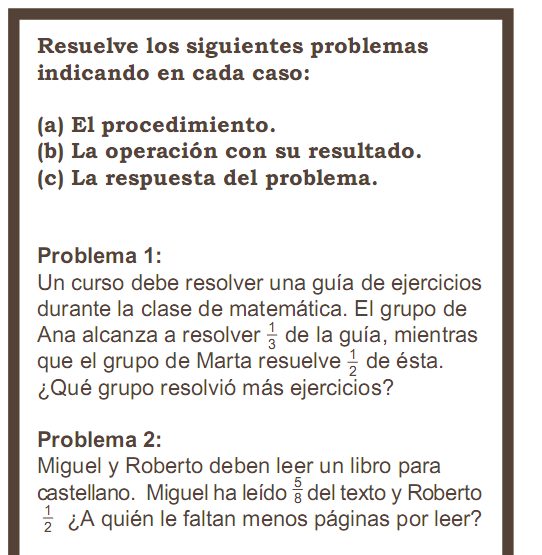 Resuelve los siguientes problemas
indicando en cada caso:
(a) El procedimiento.
(b) La operación con su resultado.
(c) La respuesta del problema.
Problema 1:
Un curso debe resolver una guía de ejercicios
durante la clase de matemática. El grupo de
Ana alcanza a resolver 1/3 de la guía, mientras
que el grupo de Marta resuelve 1/2 de ésta.
¿Qué grupo resolvió más ejercicios?
Problema 2:
Miguel y Roberto deben leer un libro para
castellano. Miguel ha leído 5/8 del texto y Roberto
1/2 ¿A quién le faltan menos páginas por leer?